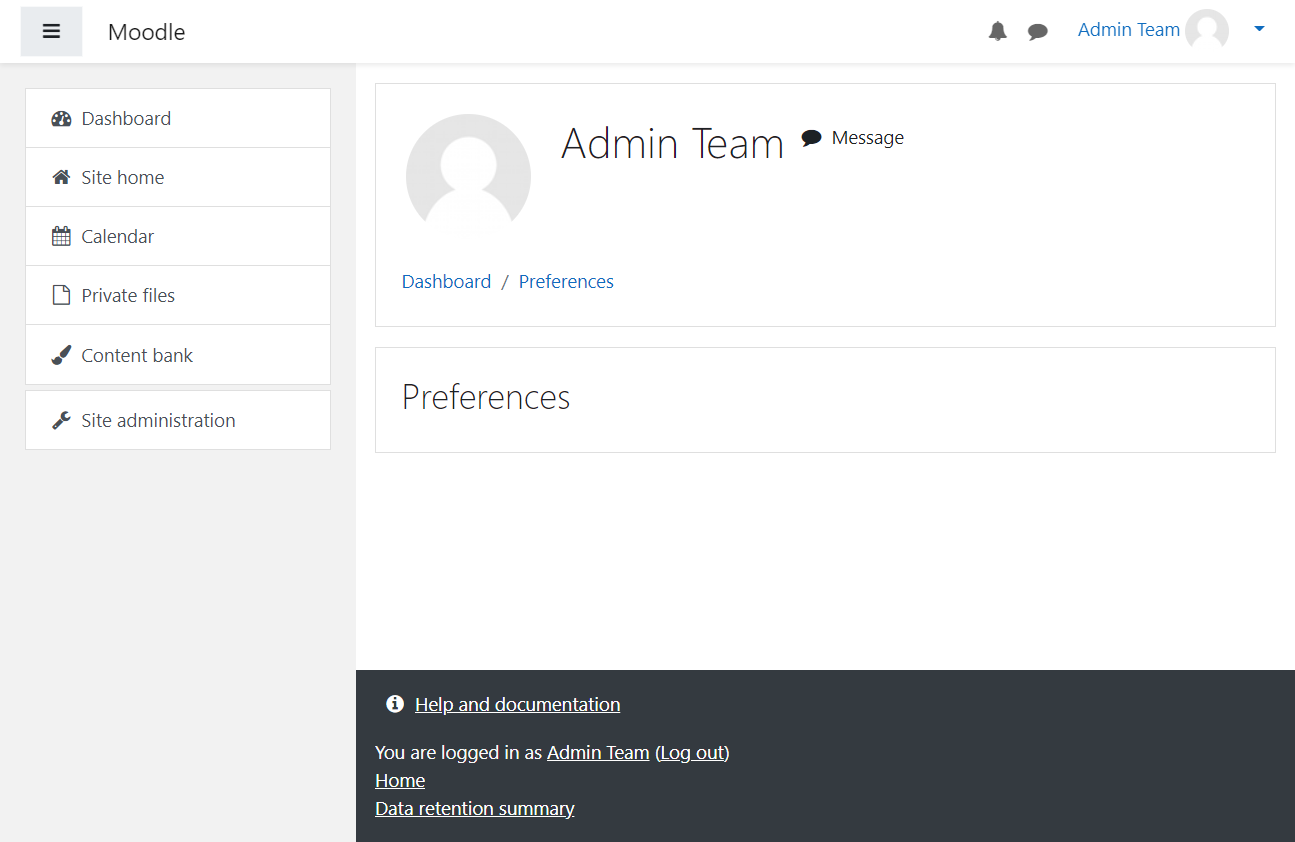 Moodle
Admin Team
Dashboard
Site home
Calendar
Private files
Content bank
Site administration
Admin Team
Message
Dashboard / Preferences
Preferences
Help and documentation
You are logged in as Admin Team (Log out)
Home
Data retention summary